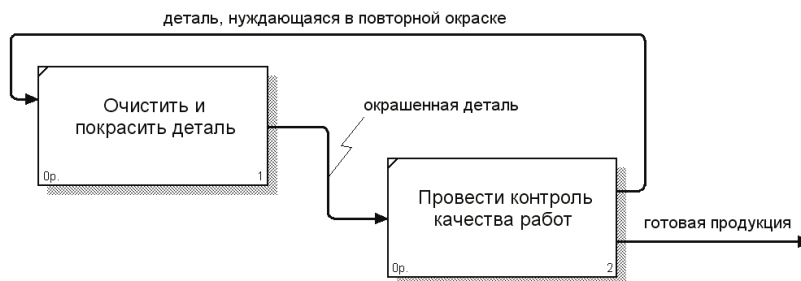 деталь, нуждающаяся в повторной окраске
Очистить и
покрасить деталь
0р.
1
окрашенная деталь
Провести контроль
качества работ
0р.
2
готовая продукция